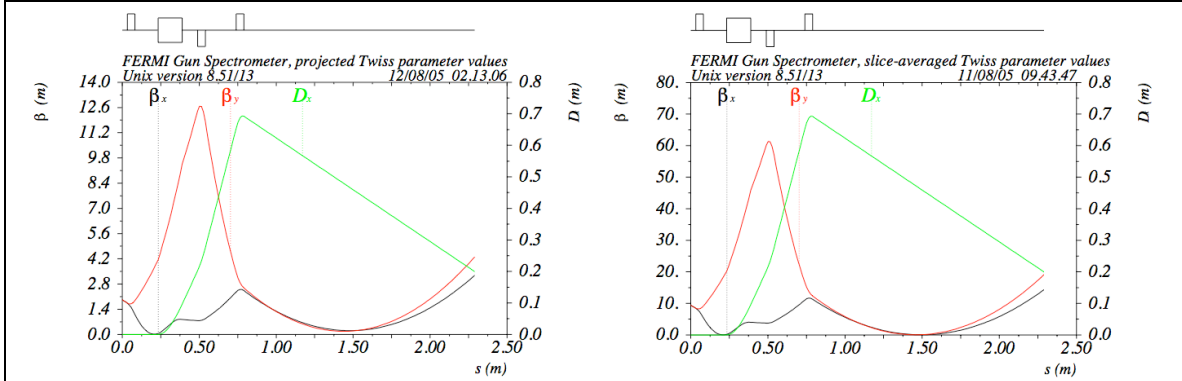 FERMI Gun Spectrometer, projected Twiss parameter values
Unix version 8.51/13 12/08/05 02.13.06
β (m)
D (m)
14.0
12.6
11.2
9.8
8.4
7.0
5.6
4.2
2.8
1.4
0.0
βx βy Dx
0.8
0.7
0.6
0.5
0.4
0.3
0.2
0.1
0.0
0.0 0.50 1.00 1.50 2.00 2.50
s (m)
FERMI Gun Spectrometer, slice-averaged Twiss parameter values
Unix version 8.51/13 11/08/05 09.43.47
β (m)
D (m)
80.
70.
60.
50.
40.
30.
20.
10.
0.0
βx βy Dx
0.8
0.7
0.6
0.5
0.4
0.3
0.2
0.1
0.0
0.0 0.50 1.00 1.50 2.00 2.50
s (m)